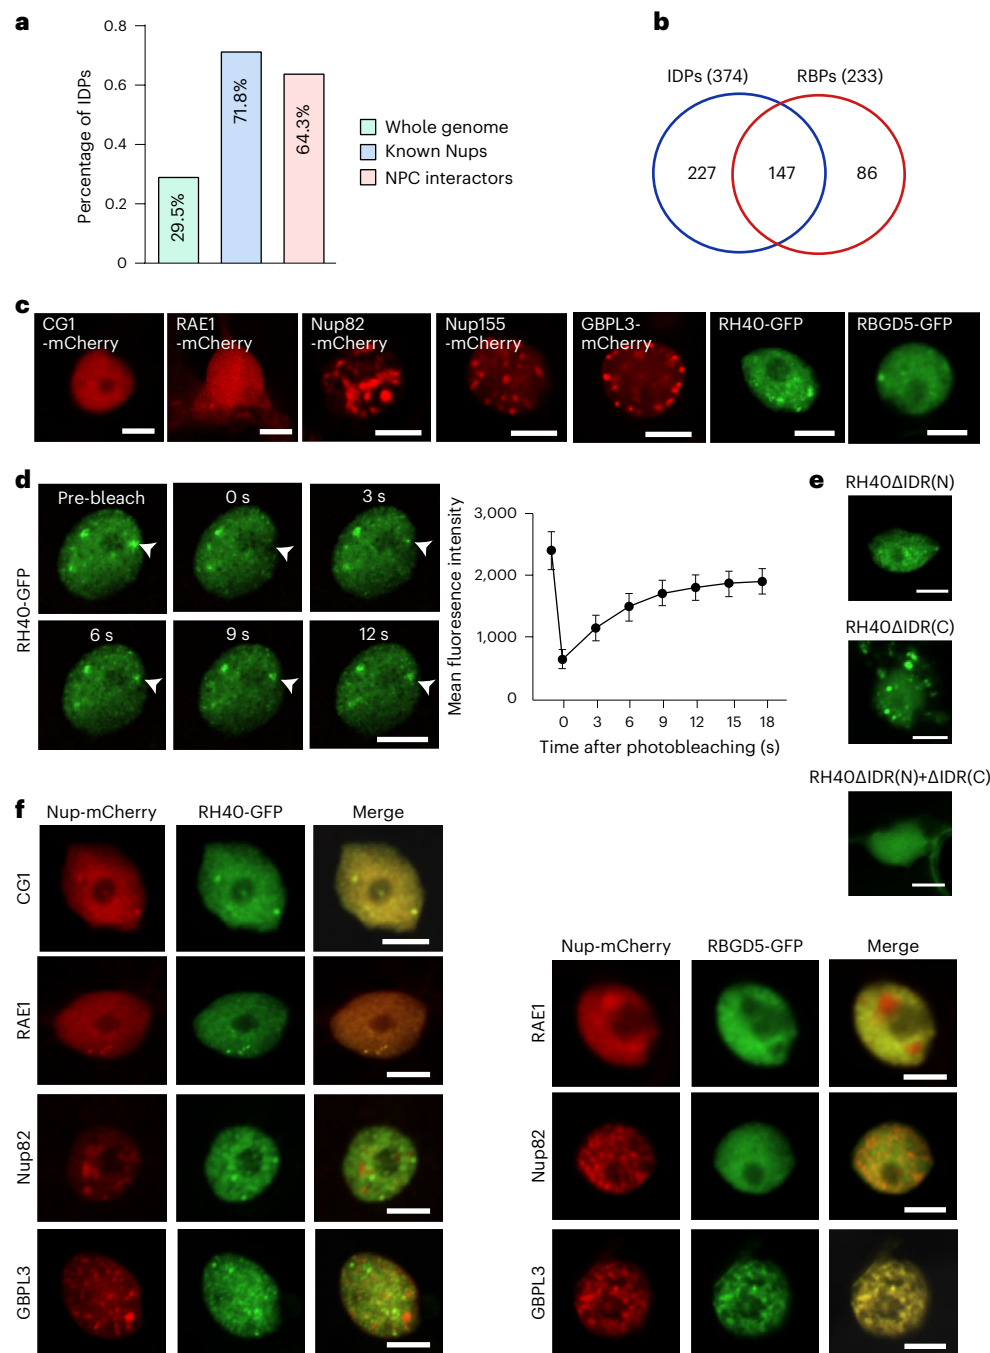 a
Percentage of IDPs
0.8
0.6
0.4
0.2
0
29.5%
71.8%
64.3%
Whole genome
Known Nups
NPC interactors
b
IDPs (374)
RBPs (233)
227
147
86
c
CG1
-mCherry
RAE1
-mCherry
Nup82
-mCherry
Nup155
-mCherry
GBPL3-
mCherry
RH40-GFP
RBGD5-GFP
d
RH40-GFP
Pre-bleach
0 s
3 s
6 s
9 s
12 s
Mean fluoresence intensity
3,000
2,000
1,000
0
0 3 6 9 12 15 18
Time after photobleaching (s)
e
RH40ΔIDR(N)
RH40ΔIDR(C)
RH40ΔIDR(N)+ΔIDR(C)
f
Nup-mCherry
RH40-GFP
Merge
CG1
RAE1
Nup82
GBPL3
Nup-mCherry
RBGD5-GFP
Merge
RAE1
Nup82
GBPL3